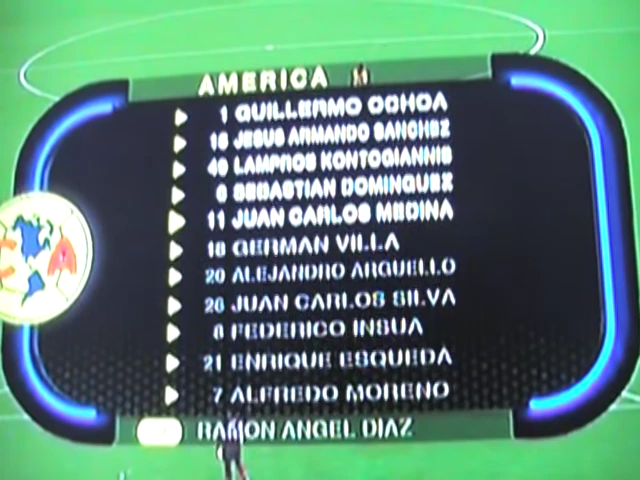 AMERICA
1 GUILLERMO OCHOA
16 JESUS ARMANDO SANCHEZ
49 LAMPROS KONTOGIANNIS
6 SEBASTIAN DOMINGUEZ
11 JUAN CARLOS MEDINA
18 GERMAN VILLA
20 ALEJANDRO ARGUELLO
26 JUAN CARLOS SILVA
8 FEDERICO INSUA
21 ENRIQUE ESQUEDA
7 ALFREDO MORENO
RAMON ANGEL DIAZ